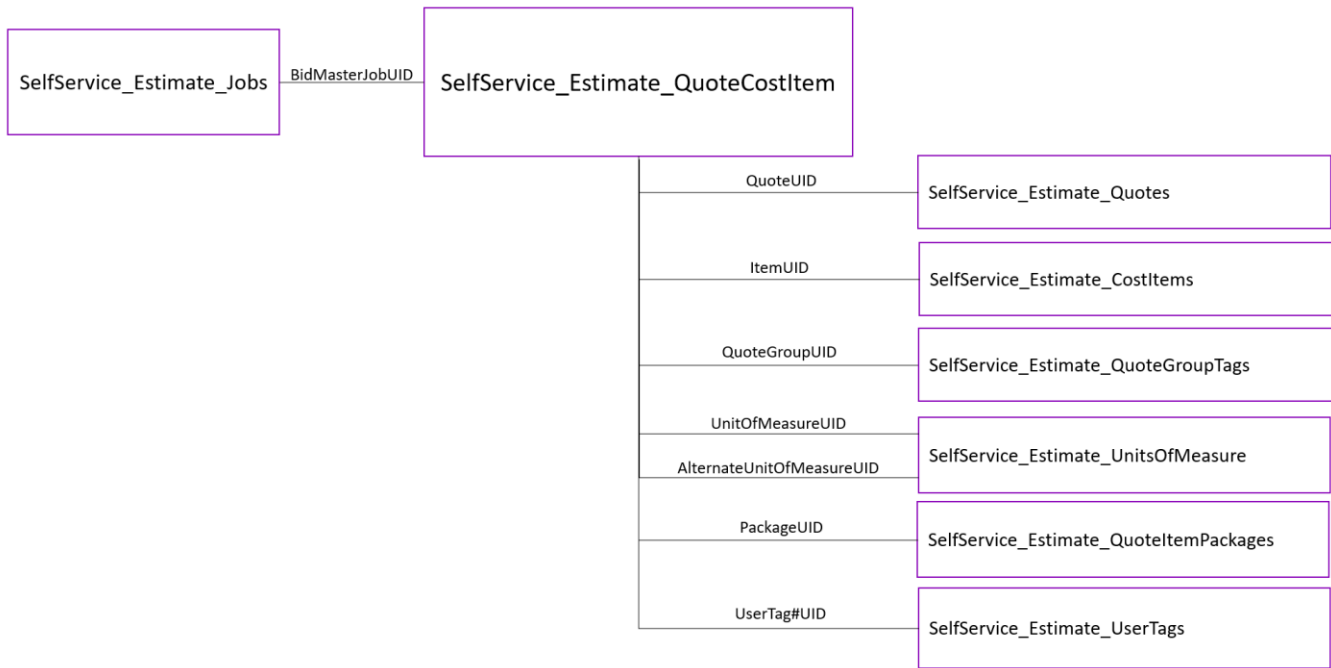 SelfService_Estimate_Jobs
BidMasterJobUID
SelfService_Estimate_QuoteCostItem
QuoteUID
SelfService_Estimate_Quotes
ItemUID
SelfService_Estimate_CostItems
QuoteGroupUID
SelfService_Estimate_QuoteGroupTags
UnitOfMeasureUID
SelfService_Estimate_UnitsOfMeasure
AlternateUnitOfMeasureUID
PackageUID
SelfService_Estimate_QuoteItemPackages
UserTag#UID
SelfService_Estimate_UserTags